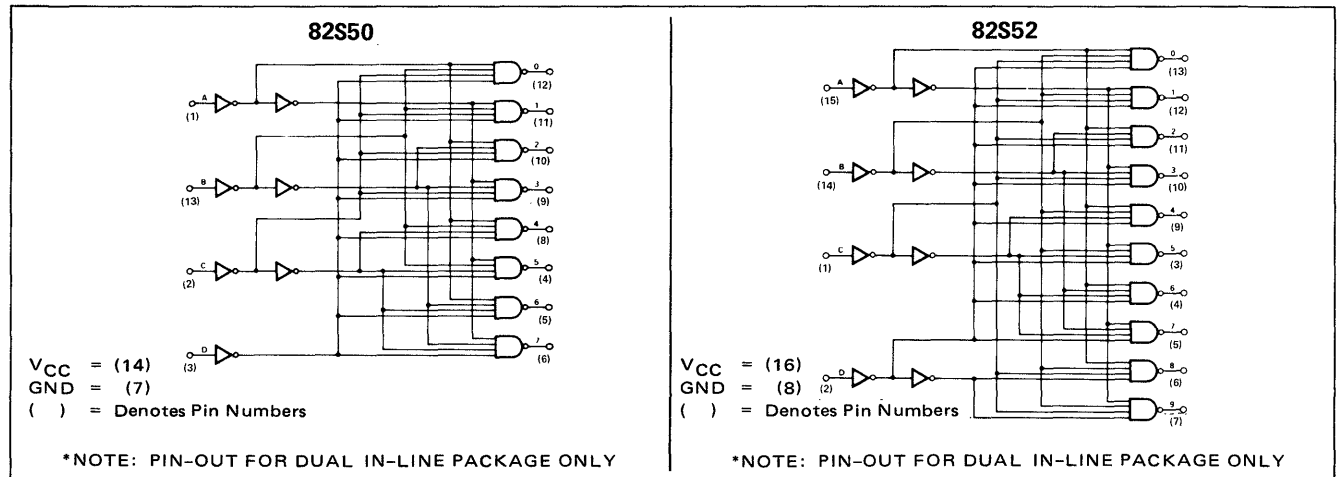 82S50
0
(12)
A
(1)
1
(11)
2
(10)
B
(13)
3
(9)
4
(8)
C
(2)
5
(4)
6
(5)
D
(3)
7
(6)
VCC = (14)
GND = (7)
( ) = Denotes Pin Numbers
*NOTE: PIN-OUT FOR DUAL IN-LINE PACKAGE ONLY
82S52
0
(13)
A
(15)
1
(12)
2
(11)
B
(14)
3
(10)
4
(9)
C
(1)
5
(3)
6
(4)
7
(5)
D
(2)
8
(6)
9
(7)
VCC = (16)
GND = (8)
( ) = Denotes Pin Numbers
*NOTE: PIN-OUT FOR DUAL IN-LINE PACKAGE ONLY